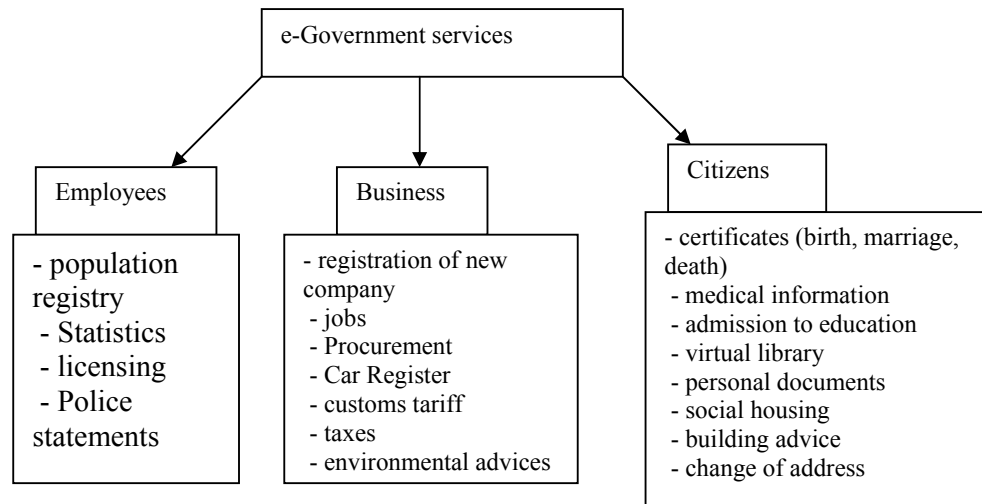 e-Government services
Employees
- population
registry
- Statistics
- licensing
- Police
statements
Business
- registration of new
company
- jobs
- Procurement
- Car Register
- customs tariff
- taxes
- environmental advices
Citizens
- certificates (birth, marriage,
death)
- medical information
- admission to education
- virtual library
- personal documents
- social housing
- building advice
- change of address